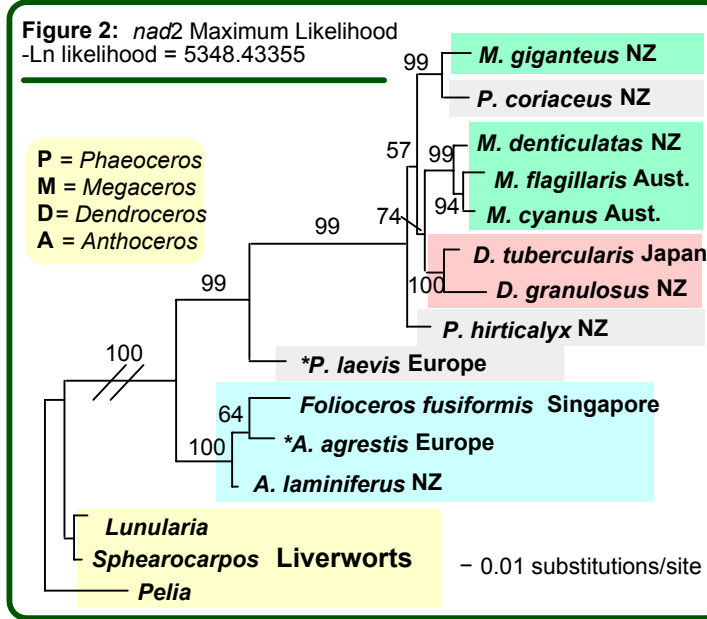 Figure 2: nad2 Maximum Likelihood
-Ln likelihood = 5348.43355
P = Phaeoceros
M = Megaceros
D= Dendroceros
A = Anthoceros
99
M. giganteus NZ
P. coriaceus NZ
57
99
M. denticulatas NZ
M. flagillaris Aust.
94
M. cyanus Aust.
74
99
D. tubercularis Japan
100
D. granulosus NZ
99
P. hirticalyx NZ
100
*P. laevis Europe
Folioceros fusiformis Singapore
64
*A. agrestis Europe
100
A. laminiferus NZ
Lunularia
Sphearocarpos Liverworts
Pelia
– 0.01 substitutions/site